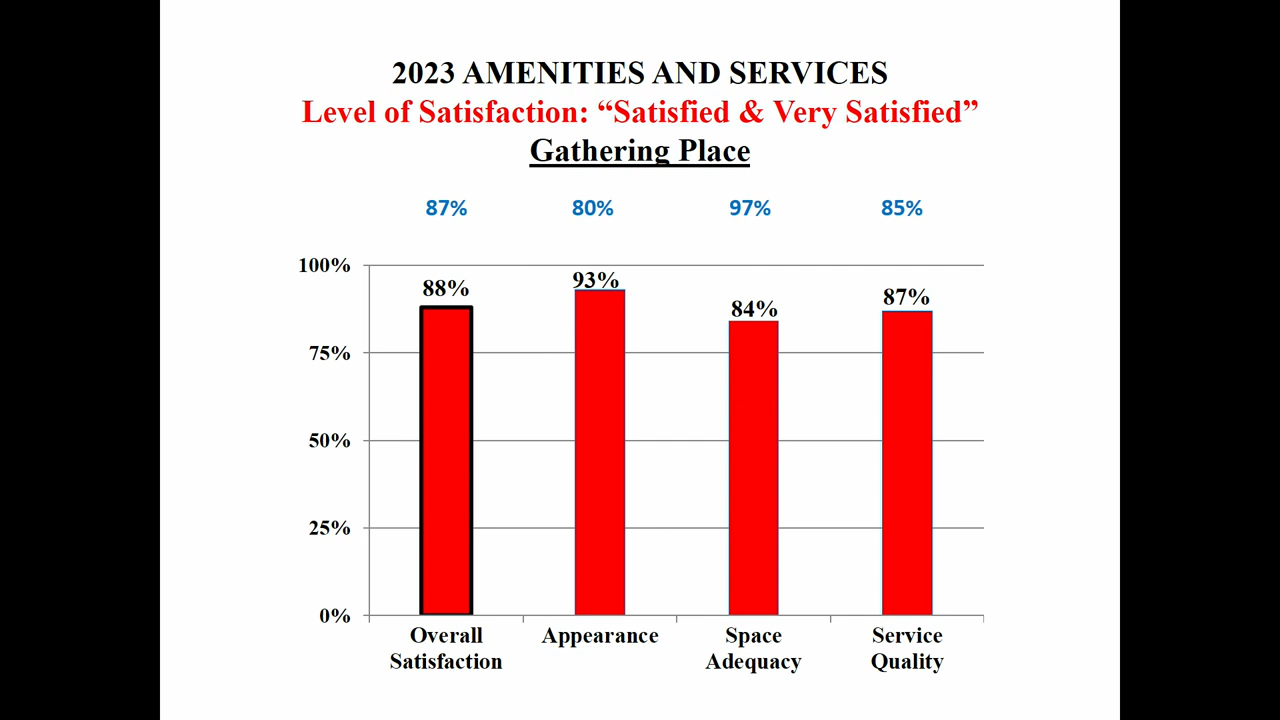 2023 AMENITIES AND SERVICES
Level of Satisfaction: “Satisfied & Very Satisfied”
Gathering Place
87% 80% 97% 85%
100%
88% 93% 84% 87%
75%
50%
25%
0%
Overall Appearance Space Service
Satisfaction Adequacy Quality